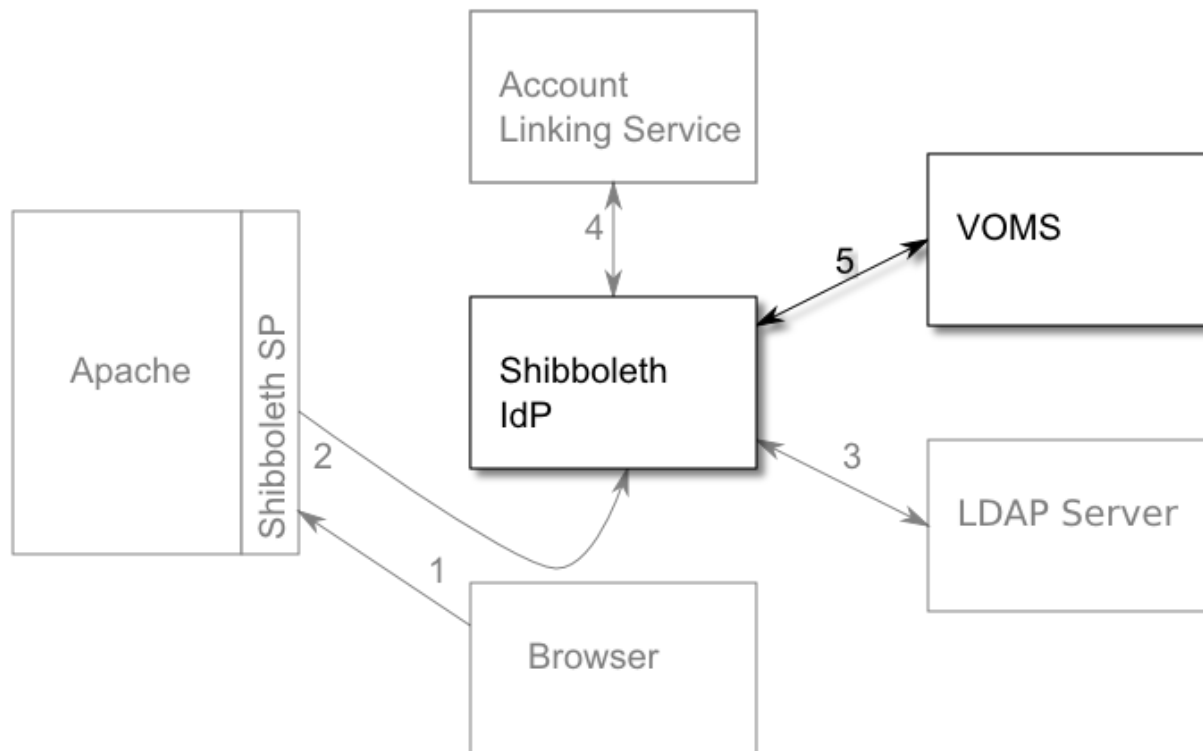 Account
Linking Service
VOMS
4
5
Apache
Shibboleth SP
Shibboleth
IdP
2
3
LDAP Server
1
Browser